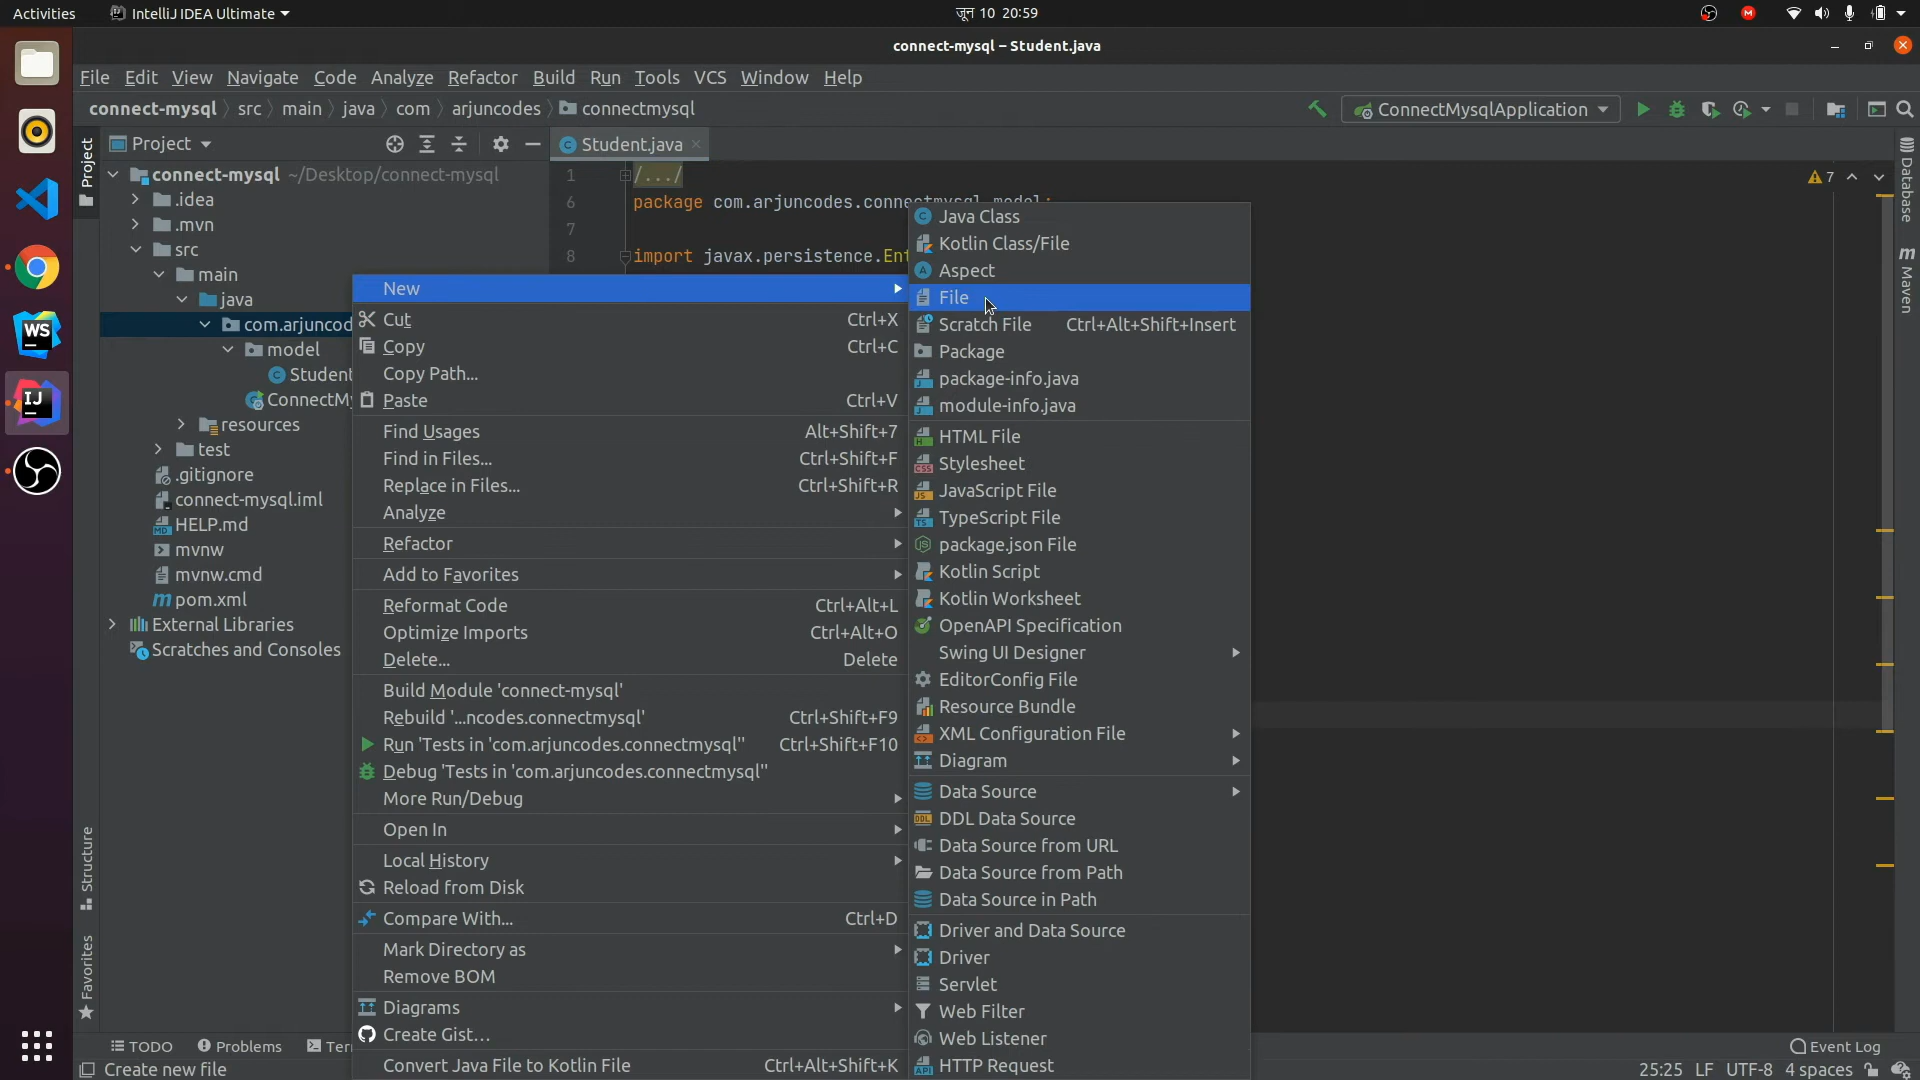 Activities
IntelliJ IDEA Ultimate
जून 10 20:59
connect-mysql – Student.java
File Edit View Navigate Code Analyze Refactor Build Run Tools VCS Window Help
connect-mysql src main java com arjuncodes connectmysql
ConnectMysqlApplication
Project
Project
Student.java
connect-mysql ~/Desktop/connect-mysql
.idea
.mvn
src
main
java
com.arjuncod
model
Student
ConnectMy
resources
test
.gitignore
connect-mysql.iml
HELP.md
mvnw
mvnw.cmd
pom.xml
External Libraries
Scratches and Consoles
Structure
Favorites
1 /.../
6 package com.arjuncodes.connectmysql.model;
7
8 import javax.persistence.Ent
7
Database
Maven
New
Cut Ctrl+X
Copy Ctrl+C
Copy Path...
Paste Ctrl+V
Find Usages Alt+Shift+7
Find in Files... Ctrl+Shift+F
Replace in Files... Ctrl+Shift+R
Analyze
Refactor
Add to Favorites
Reformat Code Ctrl+Alt+L
Optimize Imports Ctrl+Alt+O
Delete... Delete
Build Module 'connect-mysql'
Rebuild '...ncodes.connectmysql' Ctrl+Shift+F9
Run 'Tests in 'com.arjuncodes.connectmysql'' Ctrl+Shift+F10
Debug 'Tests in 'com.arjuncodes.connectmysql''
More Run/Debug
Open In
Local History
Reload from Disk
Compare With... Ctrl+D
Mark Directory as
Remove BOM
Diagrams
Create Gist...
Convert Java File to Kotlin File Ctrl+Alt+Shift+K
Java Class
Kotlin Class/File
Aspect
File
Scratch File Ctrl+Alt+Shift+Insert
Package
package-info.java
module-info.java
HTML File
Stylesheet
JavaScript File
TypeScript File
package.json File
Kotlin Script
Kotlin Worksheet
OpenAPI Specification
Swing UI Designer
EditorConfig File
Resource Bundle
XML Configuration File
Diagram
Data Source
DDL Data Source
Data Source from URL
Data Source from Path
Data Source in Path
Driver and Data Source
Driver
Servlet
Web Filter
Web Listener
HTTP Request
TODO Problems Ter
Event Log
Create new file
25:25 LF UTF-8 4 spaces